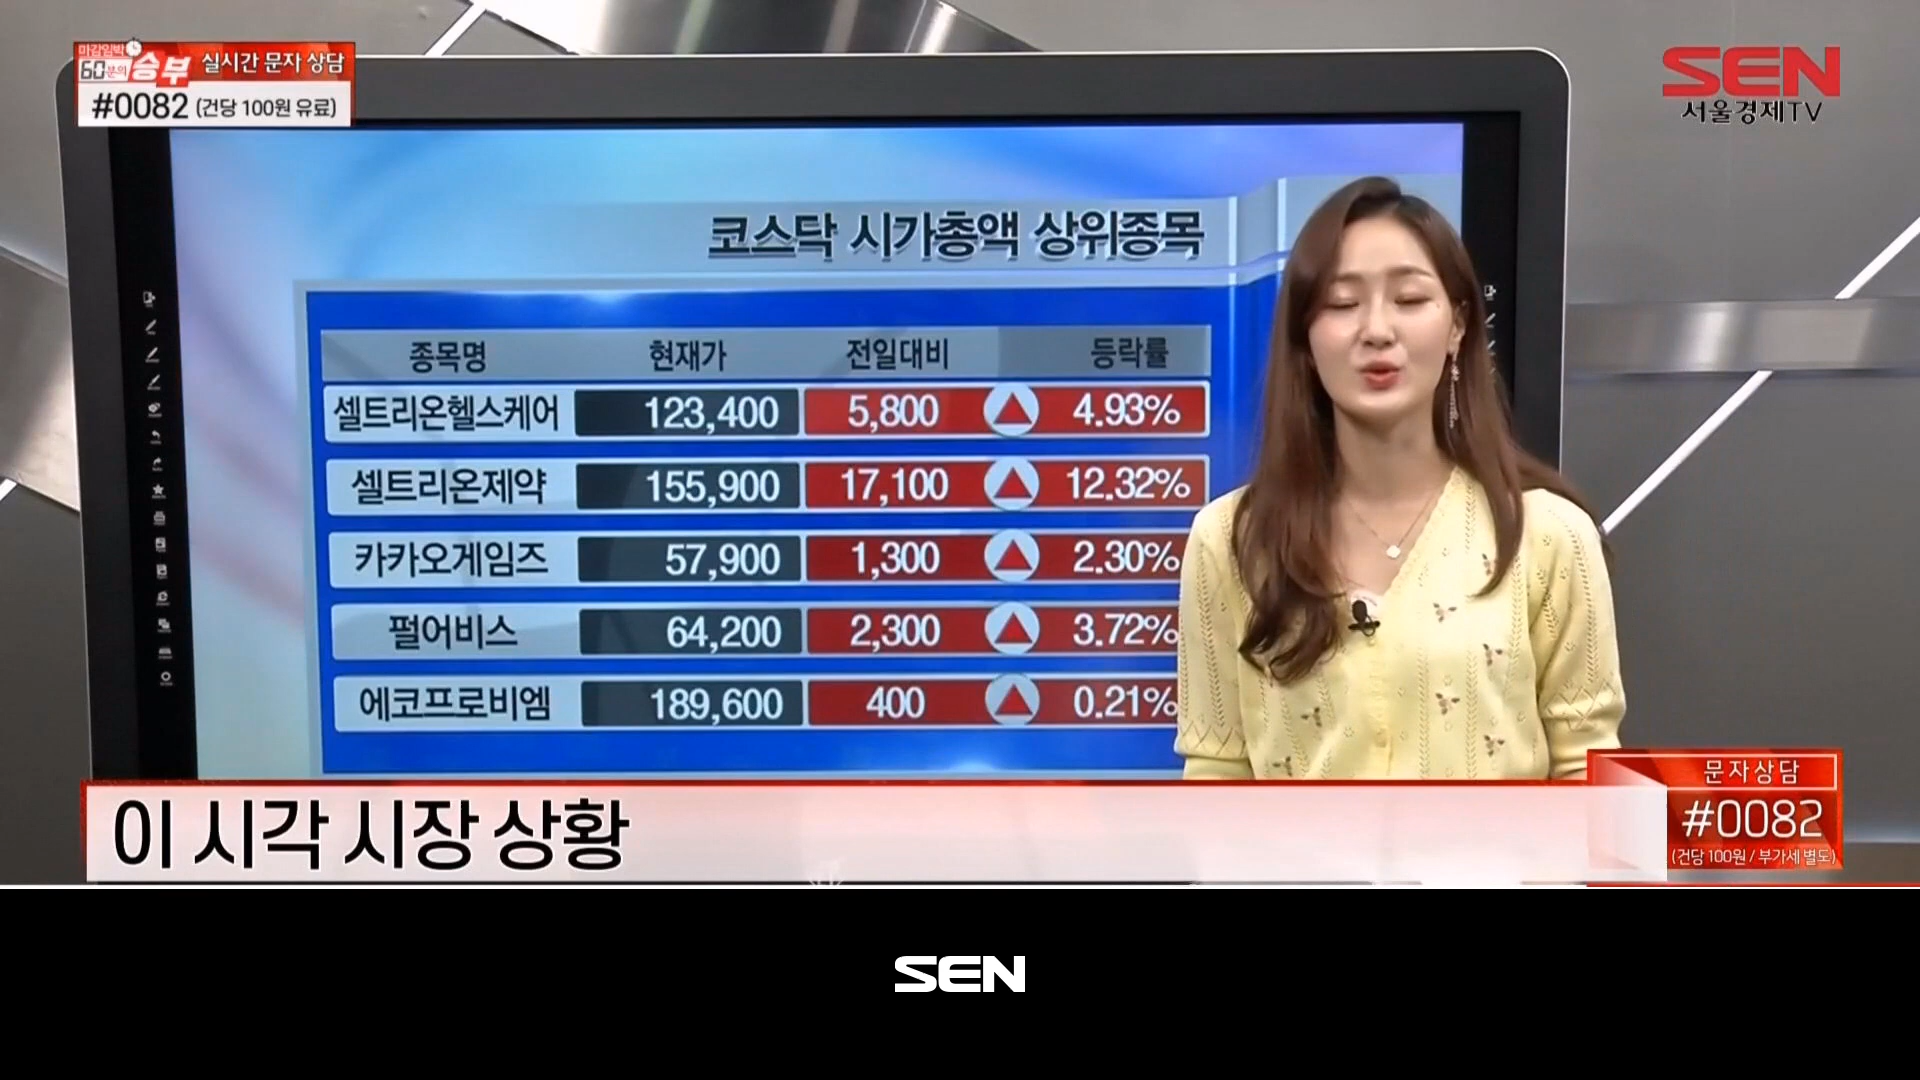 마감임박
60분의 승부 실시간 문자 상담
#0082 (건당 100원 유료)
SEN
서울경제TV
코스닥 시가총액 상위종목
종목명 현재가 전일대비 등락률
셀트리온헬스케어 123,400 5,800 4.93%
셀트리온제약 155,900 17,100 12.32%
카카오게임즈 57,900 1,300 2.30%
펄어비스 64,200 2,300 3.72%
에코프로비엠 189,600 400 0.21%
이 시각 시장 상황
문자상담
#0082
(건당 100원 / 부가세 별도)
SEN